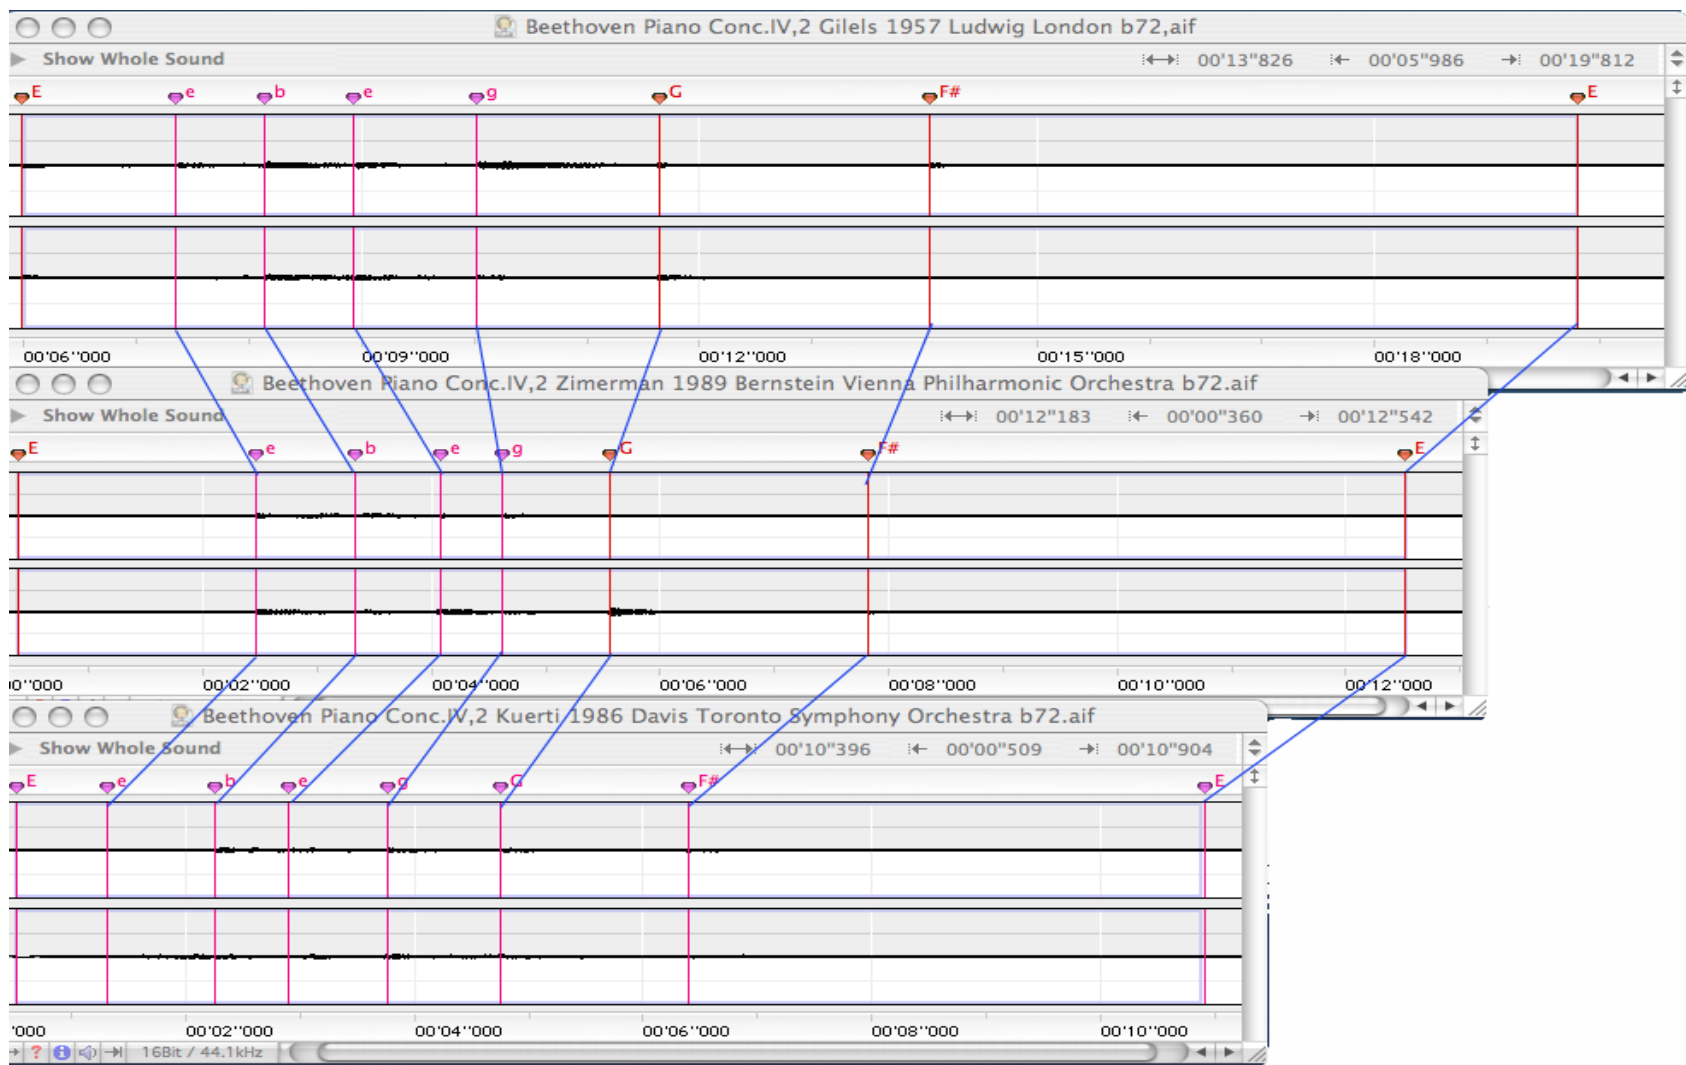 Beethoven Piano Conc.IV,2 Gilels 1957 Ludwig London b72,aif
Show Whole Sound 00'13"826 00'05"986 00'19"812
E e b e g G F# E
00'06"000 00'09"000 00'12"000 00'15"000 00'18"000
Beethoven Piano Conc.IV,2 Zimerman 1989 Bernstein Vienna Philharmonic Orchestra b72.aif
Show Whole Sound 00'12"183 00'00"360 00'12"542
E e b e g G F# E
0"000 00'02"000 00'04"000 00'06"000 00'08"000 00'10"000 00'12"000
Beethoven Piano Conc.IV,2 Kuerti 1986 Davis Toronto Symphony Orchestra b72.aif
Show Whole Sound 00'10"396 00'00"509 00'10"904
E e b e g G F# E
"000 00'02"000 00'04"000 00'06"000 00'08"000 00'10"000
? i 16Bit / 44.1kHz